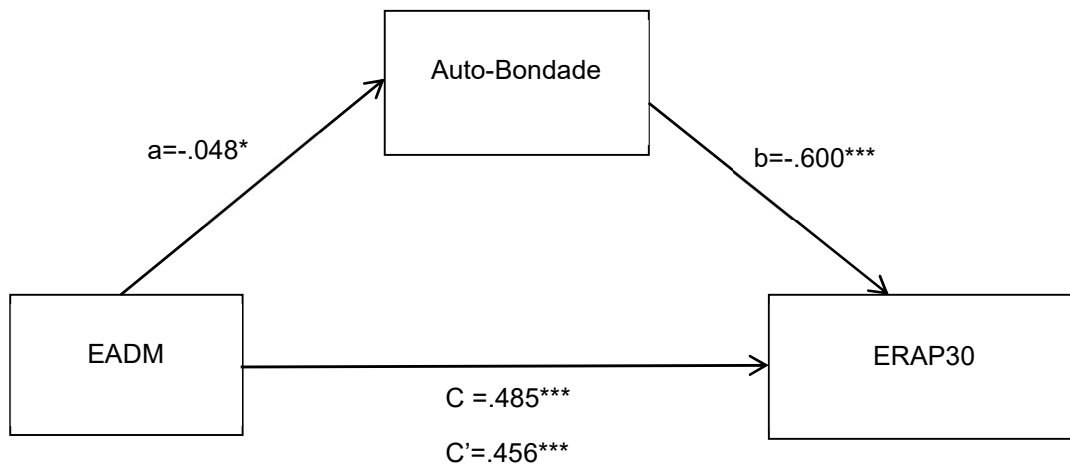 Auto-Bondade
a=-.048*
b=-.600***
EADM
ERAP30
C =.485***
C’=.456***